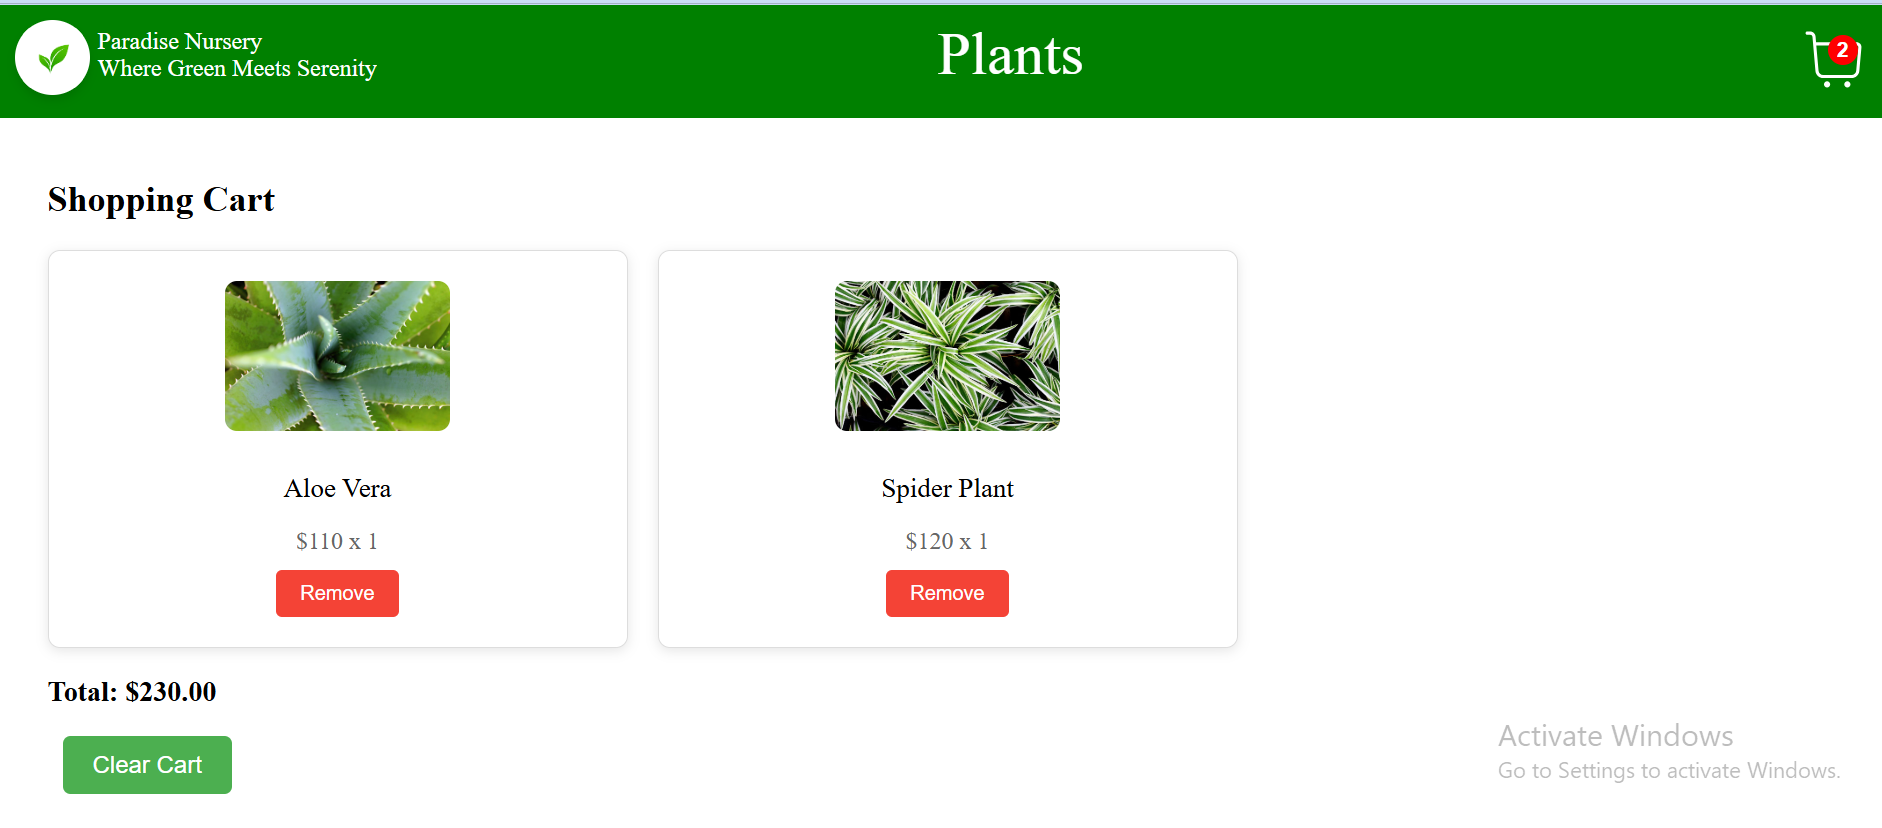 Paradise Nursery
Where Green Meets Serenity
Plants
2
Shopping Cart
Aloe Vera
$110 x 1
Remove
Spider Plant
$120 x 1
Remove
Total: $230.00
Clear Cart
Activate Windows
Go to Settings to activate Windows.